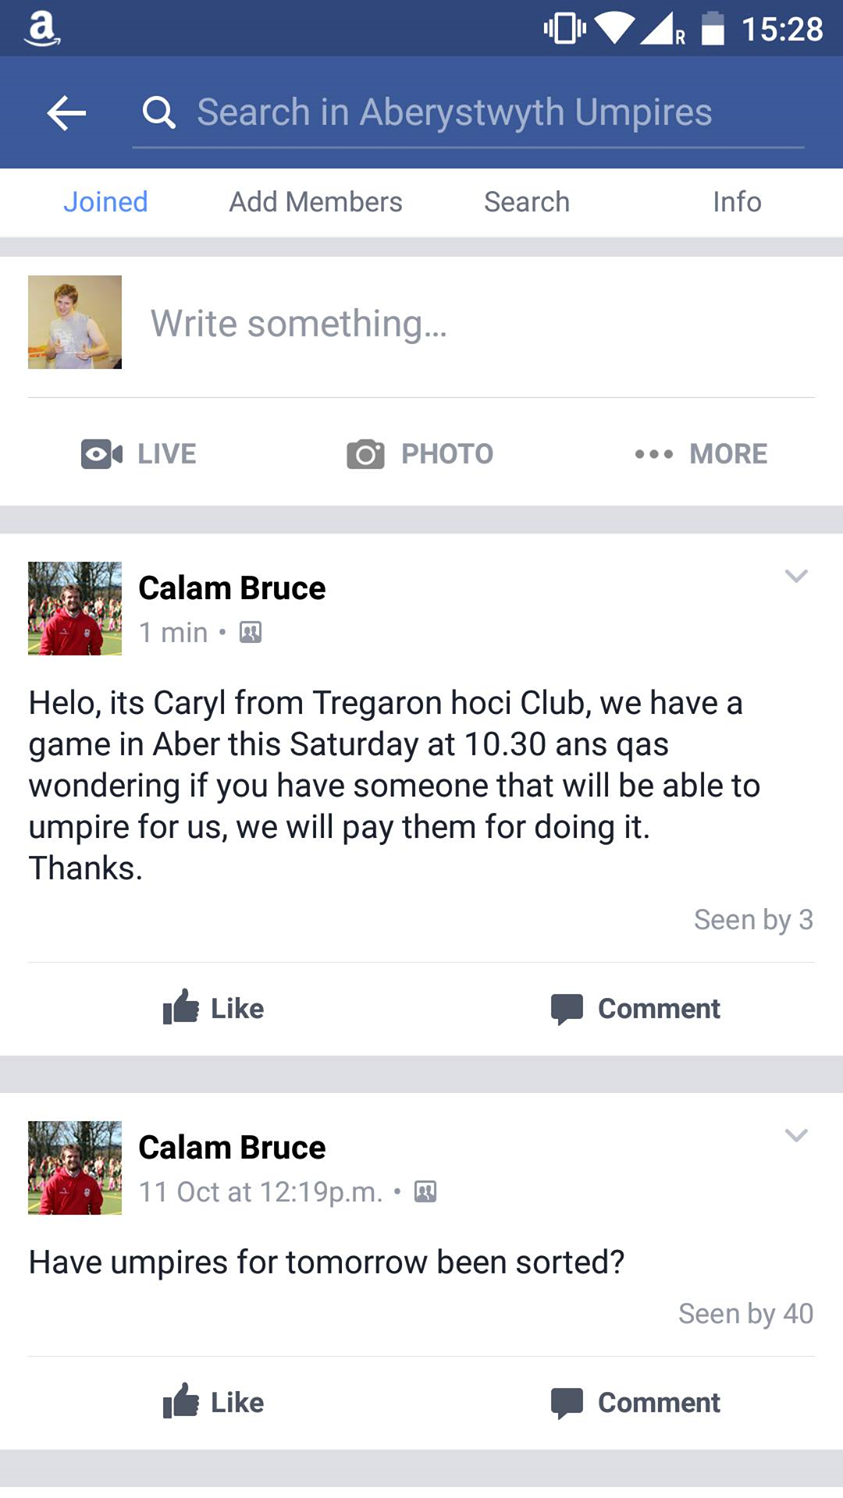 a R 15:28
Search in Aberystwyth Umpires
Joined Add Members Search Info
Write something...
LIVE PHOTO ••• MORE
Calam Bruce
1 min •
Helo, its Caryl from Tregaron hoci Club, we have a
game in Aber this Saturday at 10.30 ans qas
wondering if you have someone that will be able to
umpire for us, we will pay them for doing it.
Thanks.
Seen by 3
Like Comment
Calam Bruce
11 Oct at 12:19p.m. •
Have umpires for tomorrow been sorted?
Seen by 40
Like Comment